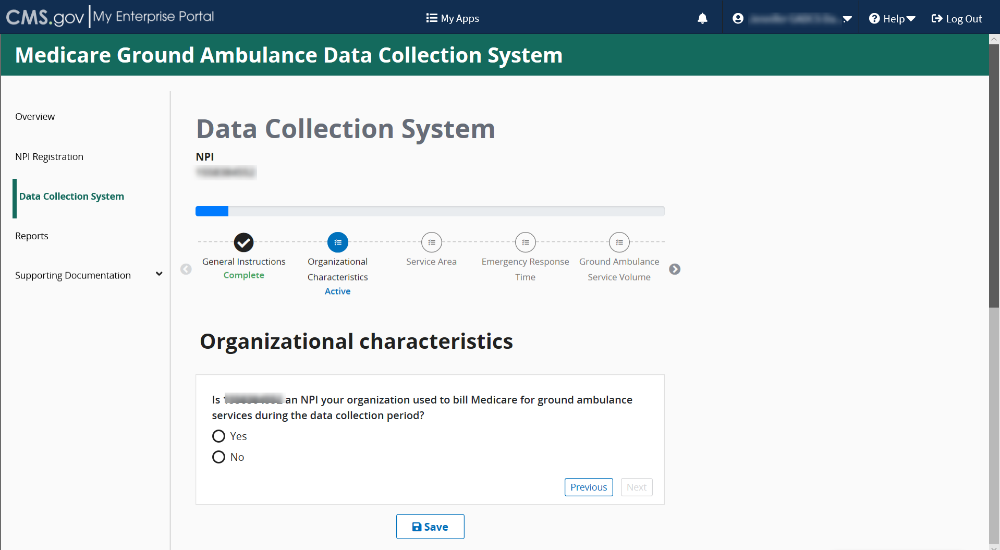 CMS.gov My Enterprise Portal
My Apps
Help
Log Out
Medicare Ground Ambulance Data Collection System
Overview
NPI Registration
Data Collection System
Reports
Supporting Documentation
Data Collection System
NPI
General Instructions
Complete
Organizational
Characteristics
Active
Service Area
Emergency Response
Time
Ground Ambulance
Service Volume
Organizational characteristics
Is an NPI your organization used to bill Medicare for ground ambulance
services during the data collection period?
Yes
No
Previous
Next
Save